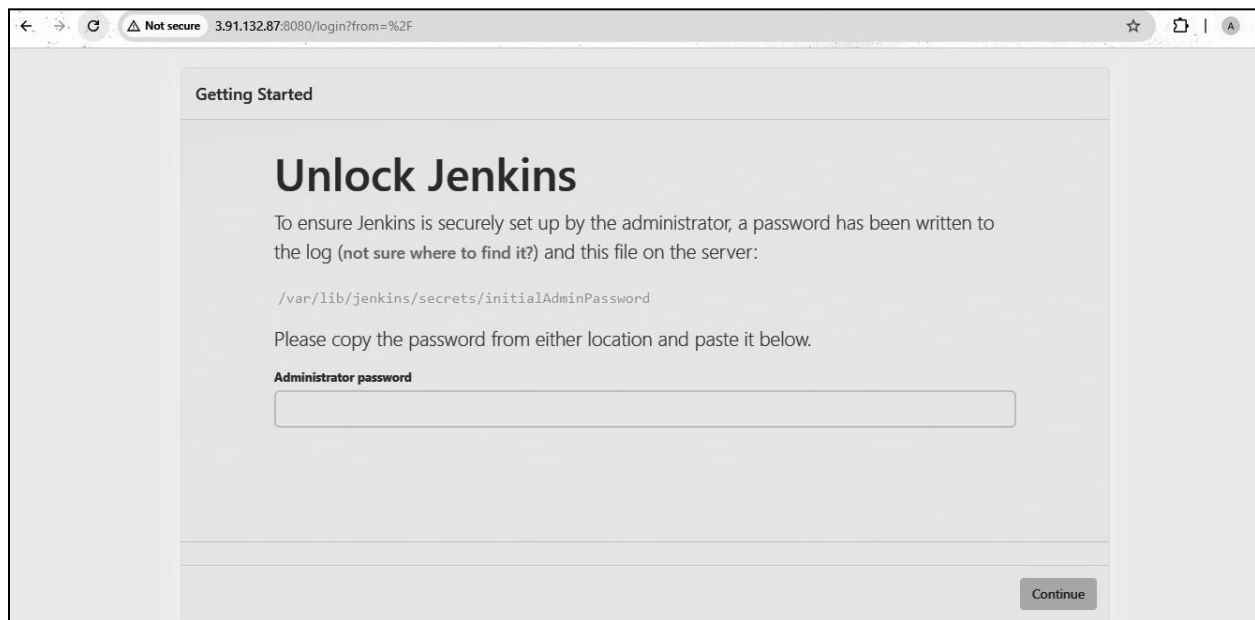 Not secure 3.91.132.87:8080/login?from=%2F
A
Getting Started
Unlock Jenkins
To ensure Jenkins is securely set up by the administrator, a password has been written to
the log (not sure where to find it?) and this file on the server:
/var/lib/jenkins/secrets/initialAdminPassword
Please copy the password from either location and paste it below.
Administrator password
Continue